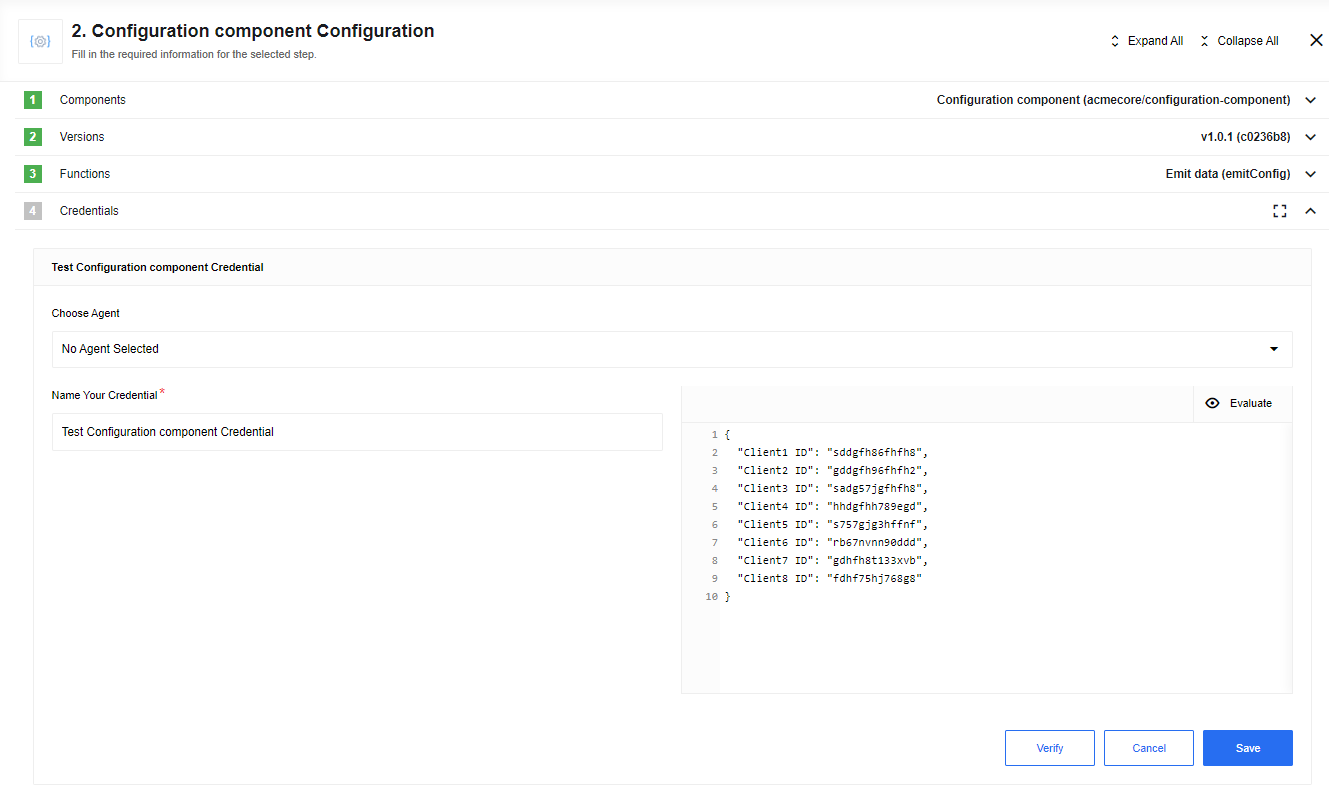 2. Configuration component Configuration
Fill in the required information for the selected step.
Expand All
Collapse All
1 Components Configuration component (acmecore/configuration-component)
2 Versions v1.0.1 (c0236b8)
3 Functions Emit data (emitConfig)
4 Credentials
Test Configuration component Credential
Choose Agent
No Agent Selected
Name Your Credential*
Test Configuration component Credential
Evaluate
1 {
2 "Client1 ID": "sddgfh86fhfh8",
3 "Client2 ID": "gddgfh96fhfh2",
4 "Client3 ID": "sadg57jgfhfh8",
5 "Client4 ID": "hhdgfhh789egd",
6 "Client5 ID": "s757gjg3hffnf",
7 "Client6 ID": "rb67nvnn90ddd",
8 "Client7 ID": "gdhfh8t133xvb",
9 "Client8 ID": "fdhf75hj768g8"
10 }
Verify
Cancel
Save